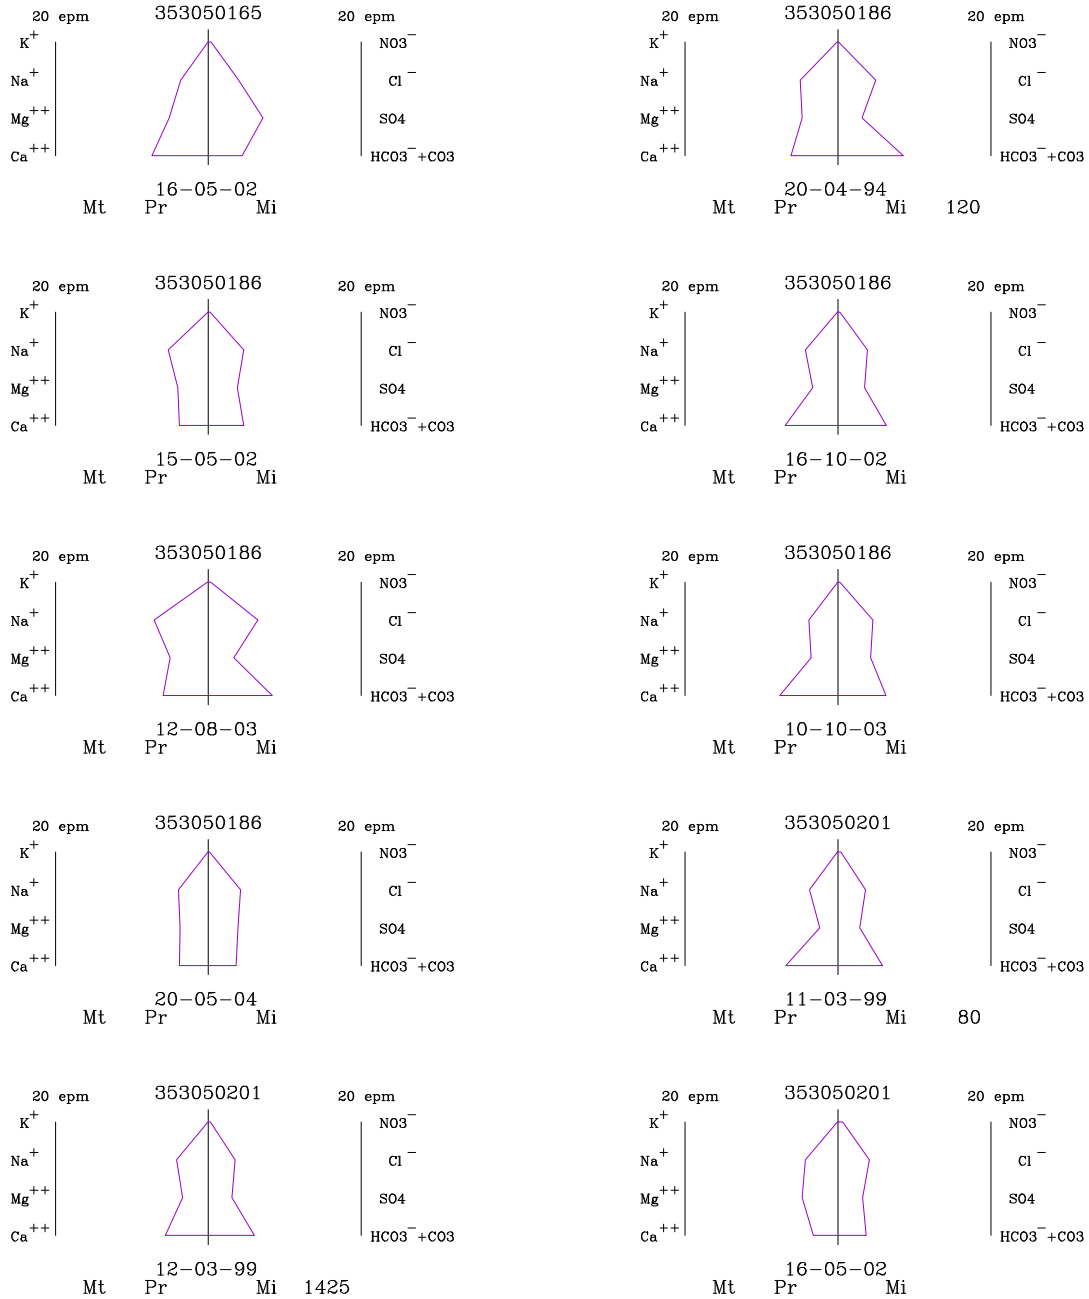 20 epm 353050165 20 epm
K+ NO3−
Na+ Cl−
Mg++ SO4
Ca++ HCO3−+CO3
16-05-02
Mt Pr Mi
20 epm 353050186 20 epm
K+ NO3−
Na+ Cl−
Mg++ SO4
Ca++ HCO3−+CO3
20-04-94
Mt Pr Mi 120
20 epm 353050186 20 epm
K+ NO3−
Na+ Cl−
Mg++ SO4
Ca++ HCO3−+CO3
15-05-02
Mt Pr Mi
20 epm 353050186 20 epm
K+ NO3−
Na+ Cl−
Mg++ SO4
Ca++ HCO3−+CO3
16-10-02
Mt Pr Mi
20 epm 353050186 20 epm
K+ NO3−
Na+ Cl−
Mg++ SO4
Ca++ HCO3−+CO3
12-08-03
Mt Pr Mi
20 epm 353050186 20 epm
K+ NO3−
Na+ Cl−
Mg++ SO4
Ca++ HCO3−+CO3
10-10-03
Mt Pr Mi
20 epm 353050186 20 epm
K+ NO3−
Na+ Cl−
Mg++ SO4
Ca++ HCO3−+CO3
20-05-04
Mt Pr Mi
20 epm 353050201 20 epm
K+ NO3−
Na+ Cl−
Mg++ SO4
Ca++ HCO3−+CO3
11-03-99
Mt Pr Mi 80
20 epm 353050201 20 epm
K+ NO3−
Na+ Cl−
Mg++ SO4
Ca++ HCO3−+CO3
12-03-99
Mt Pr Mi 1425
20 epm 353050201 20 epm
K+ NO3−
Na+ Cl−
Mg++ SO4
Ca++ HCO3−+CO3
16-05-02
Mt Pr Mi